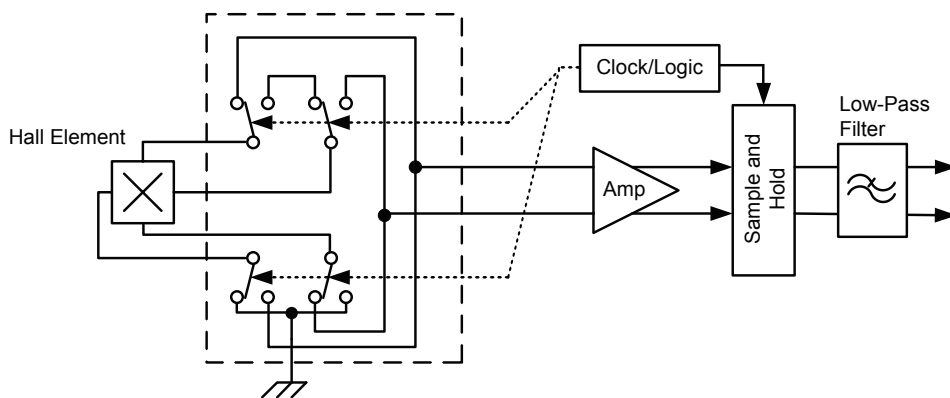 Clock/Logic
Low-Pass
Filter
Hall Element
Amp
Sample and
Hold